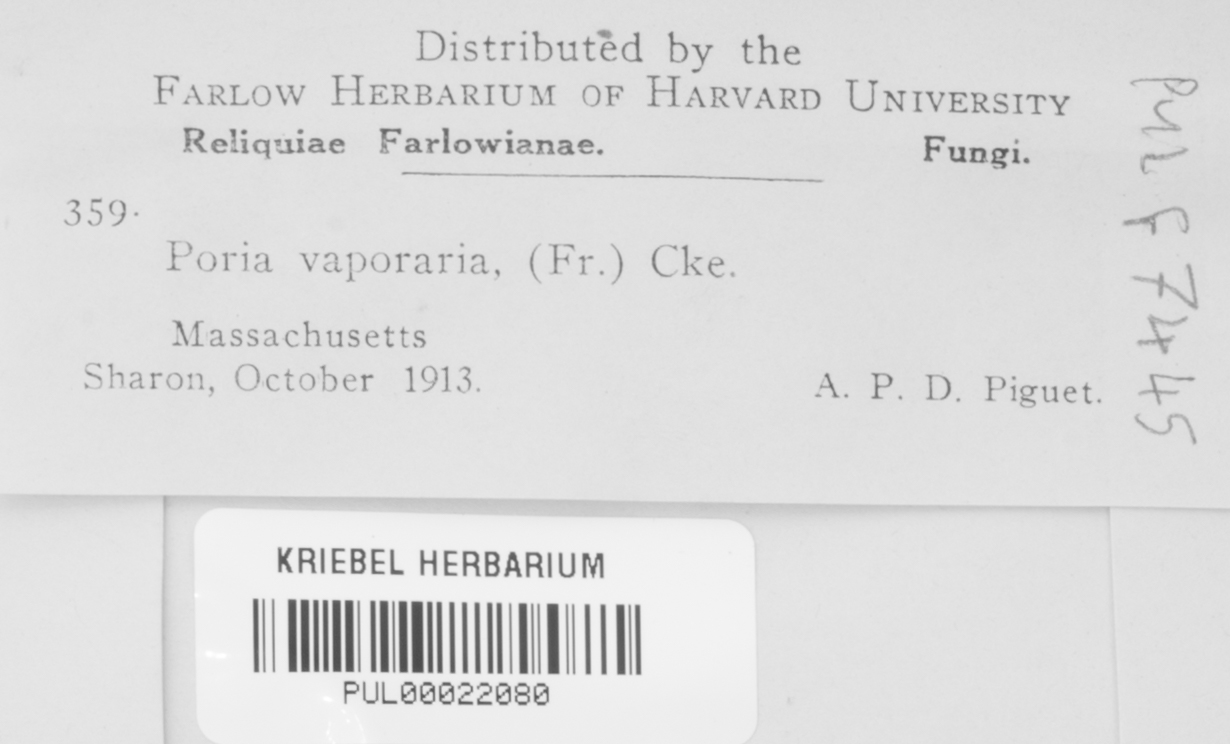 Distributed by the
FARLOW HERBARIUM OF HARVARD UNIVERSITY
Reliquiae Farlowianae. Fungi.
359.
Poria vaporaria, (Fr.) Cke.
Massachusetts
Sharon, October 1913. A. P. D. Piguet.
PUL F 7445
KRIEBEL HERBARIUM
PUL00022080